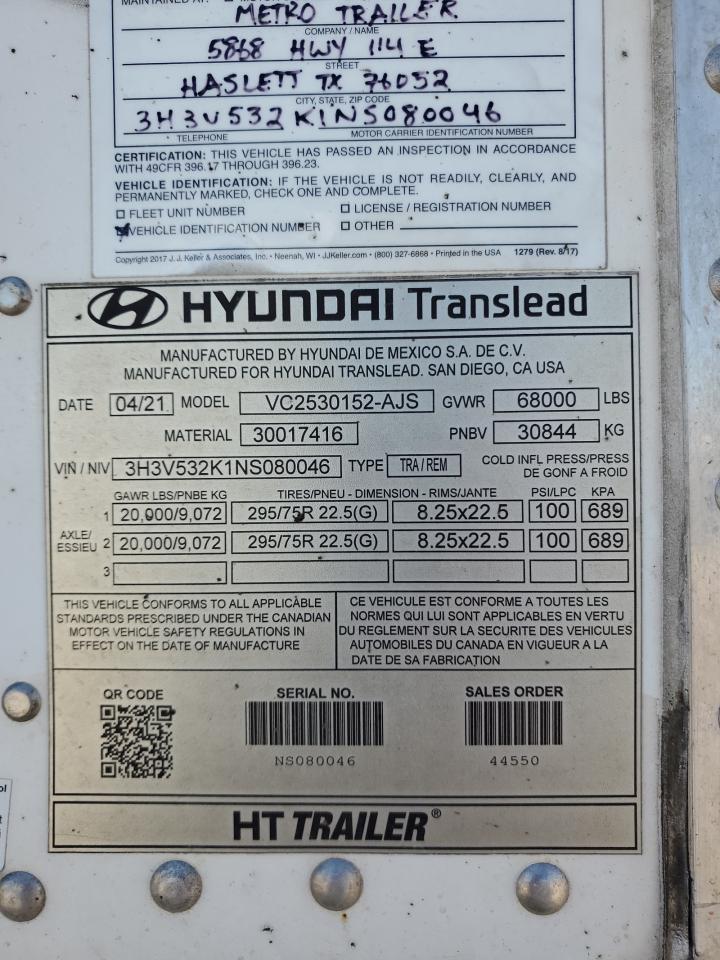 METRO TRAILER
COMPANY / NAME
5868 HWY 114 E
STREET
HASLETT TX 76052
CITY, STATE, ZIP CODE
3H3V532K1NS080046
TELEPHONE MOTOR CARRIER IDENTIFICATION NUMBER
CERTIFICATION: THIS VEHICLE HAS PASSED AN INSPECTION IN ACCORDANCE
WITH 49CFR 396.17 THROUGH 396.23.
VEHICLE IDENTIFICATION: IF THE VEHICLE IS NOT READILY, CLEARLY, AND
PERMANENTLY MARKED, CHECK ONE AND COMPLETE.
FLEET UNIT NUMBER LICENSE / REGISTRATION NUMBER
VEHICLE IDENTIFICATION NUMBER OTHER
Copyright 2017 J. J. Keller & Associates, Inc. • Neenah, WI • JJKeller.com • (800) 327-6868 • Printed in the USA 1279 (Rev. 8/17)
HYUNDAI Translead
MANUFACTURED BY HYUNDAI DE MEXICO S.A. DE C.V.
MANUFACTURED FOR HYUNDAI TRANSLEAD. SAN DIEGO, CA USA
DATE 04/21 MODEL VC2530152-AJS GVWR 68000 LBS
MATERIAL 30017416 PNBV 30844 KG
VIN / NIV 3H3V532K1NS080046 TYPE TRA / REM COLD INFL PRESS/PRESS
DE GONF A FROID
GAWR LBS/PNBE KG TIRES/PNEU - DIMENSION - RIMS/JANTE PSI/LPC KPA
1 20,000/9,072 295/75R 22.5(G) 8.25x22.5 100 689
AXLE/
ESSIEU 2 20,000/9,072 295/75R 22.5(G) 8.25x22.5 100 689
3
THIS VEHICLE CONFORMS TO ALL APPLICABLE
STANDARDS PRESCRIBED UNDER THE CANADIAN
MOTOR VEHICLE SAFETY REGULATIONS IN
EFFECT ON THE DATE OF MANUFACTURE
CE VEHICULE EST CONFORME A TOUTES LES
NORMES QUI LUI SONT APPLICABLES EN VERTU
DU REGLEMENT SUR LA SECURITE DES VEHICULES
AUTOMOBILES DU CANADA EN VIGUEUR A LA
DATE DE SA FABRICATION
QR CODE SERIAL NO. SALES ORDER
NS080046 44550
HT TRAILER®